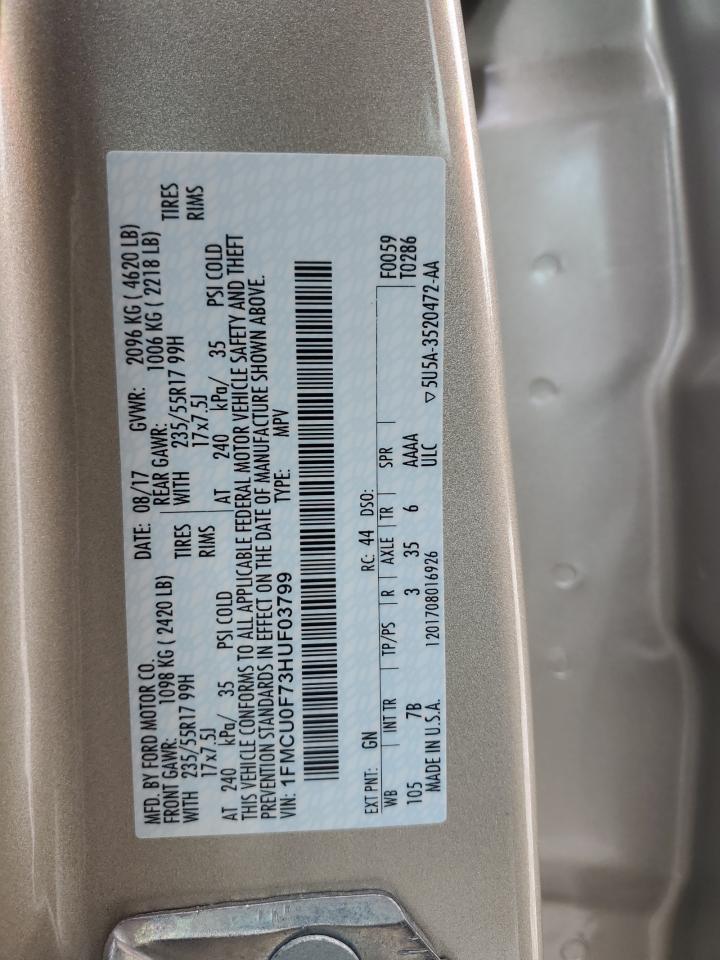 MFD. BY FORD MOTOR CO. DATE: 08/17 GVWR: 2096 KG ( 4620 LB)
FRONT GAWR: 1098 KG ( 2420 LB) REAR GAWR: 1006 KG ( 2218 LB)
WITH 235/55R17 99H TIRES WITH 235/55R17 99H TIRES
17x7.5J RIMS 17x7.5J RIMS
AT 240 kPa/ 35 PSI COLD AT 240 kPa/ 35 PSI COLD
THIS VEHICLE CONFORMS TO ALL APPLICABLE FEDERAL MOTOR VEHICLE SAFETY AND THEFT
PREVENTION STANDARDS IN EFFECT ON THE DATE OF MANUFACTURE SHOWN ABOVE.
VIN: 1FMCU0F73HUF03799 TYPE: MPV
EXT PNT: GN RC: 44 DSO: F0059
WB INT TR TP/PS R AXLE TR SPR T0286
105 7B 3 35 6 AAAA
MADE IN U.S.A. 1201708016926 ULC ▽5U5A-3520472-AA